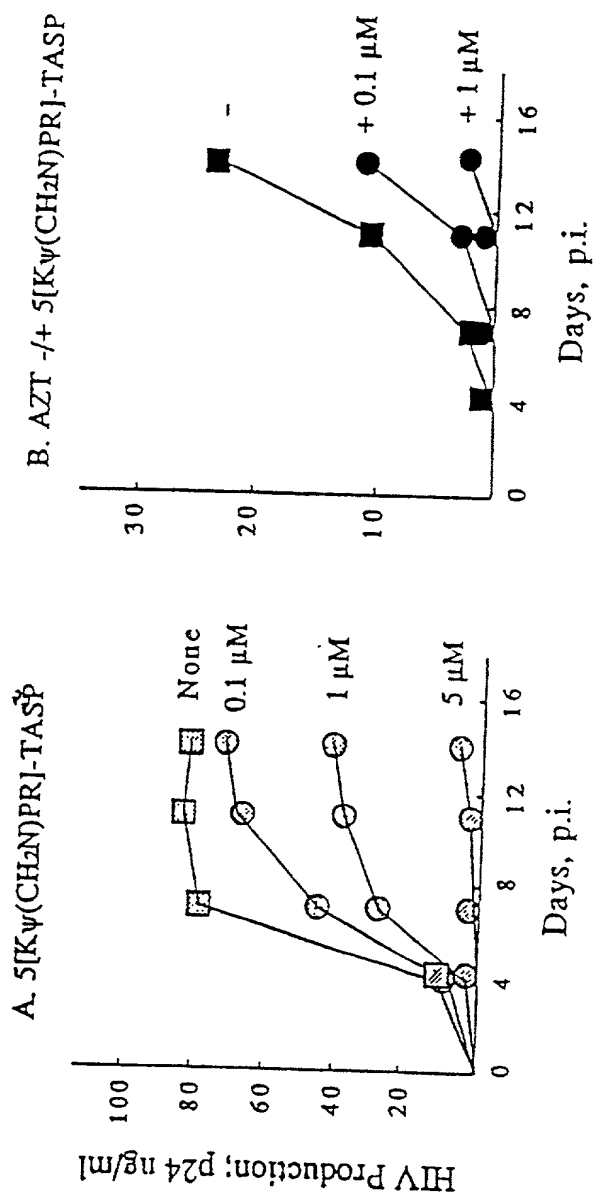 A. 5[Kψ(CH2N)PR]-TASP
HIV Production; p24 ng/ml
100
80
60
40
20
0
4
8
12
16
Days, p.i.
None
0.1 μM
1 μM
5 μM
B. AZT -/+ 5[Kψ(CH2N)PR]-TASP
30
20
10
0
4
8
12
16
Days, p.i.
-
+ 0.1 μM
+ 1 μM